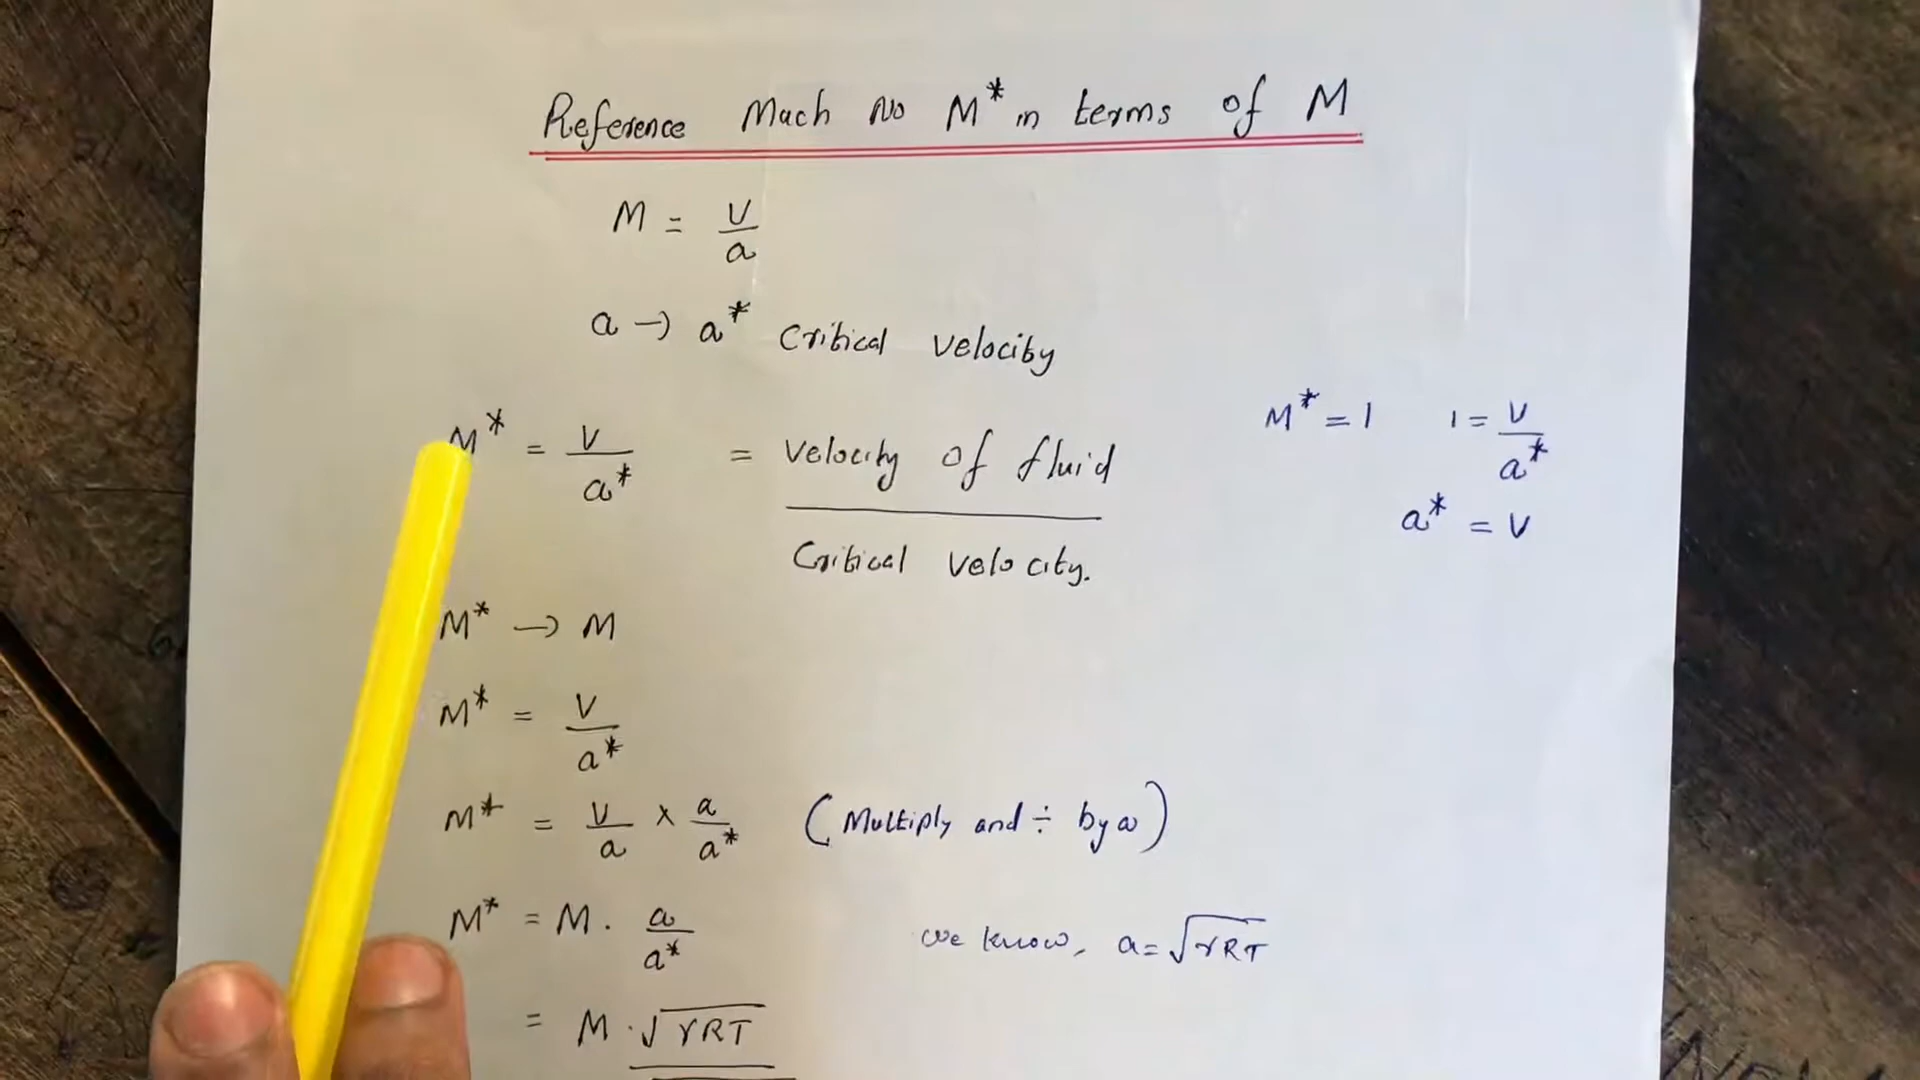 Reference Mach No M* in terms of M
M = V/a
a → a* Critical velocity
M* = V/a* = velocity of fluid / Critical velocity.
M* = 1 1 = V/a*
a* = V
M* → M
M* = V/a*
M* = V/a × a/a* (Multiply and ÷ by a)
M* = M . a/a* we know, a = √γRT
= M . √γRT